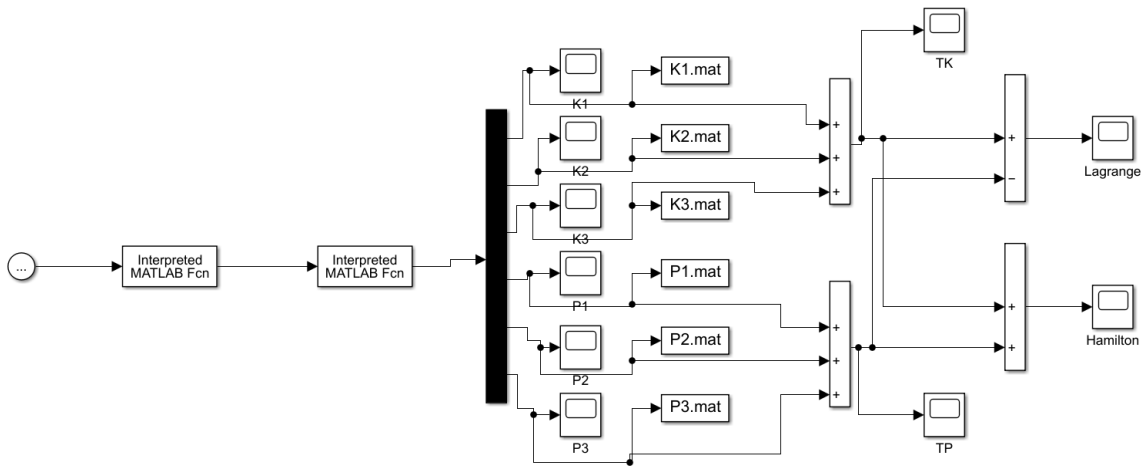 TK
K1
K1.mat
+
K2
K2.mat
+
+
K3
K3.mat
+
−
Lagrange
...
Interpreted
MATLAB Fcn
Interpreted
MATLAB Fcn
P1
P1.mat
+
P2
P2.mat
+
+
P3
P3.mat
+
+
Hamilton
TP